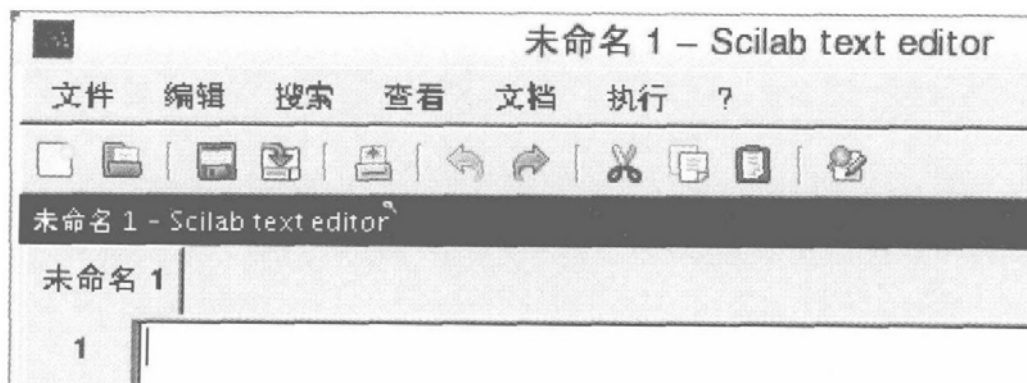 未命名 1 – Scilab text editor
文件 编辑 搜索 查看 文档 执行 ?
未命名 1 – Scilab text editor
未命名 1
1